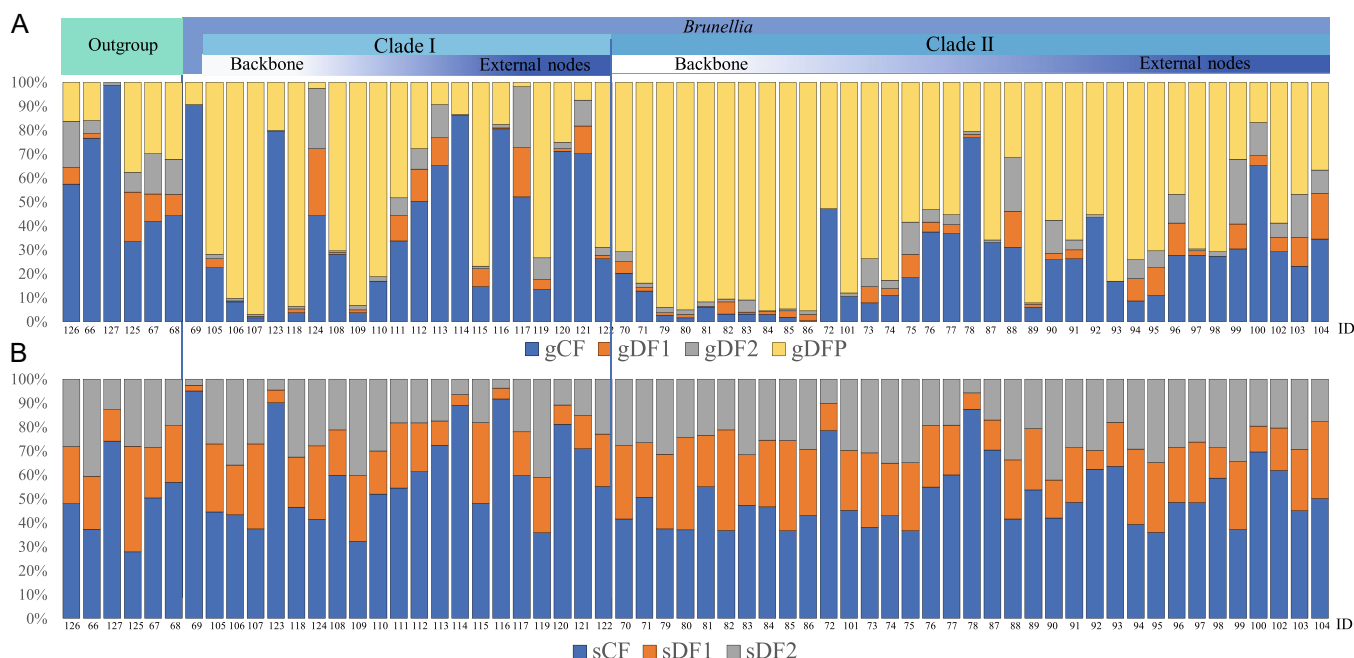 A
Brunellia
Outgroup
Clade I
Clade II
Backbone
External nodes
Backbone
External nodes
100%
90%
80%
70%
60%
50%
40%
30%
20%
10%
0%
126 66 127 125 67 68 69 105 106 107 123 118 124 108 109 110 111 112 113 114 115 116 117 119 120 121 122 70 71 79 80 81 82 83 84 85 86 72 101 73 74 75 76 77 78 87 88 89 90 91 92 93 94 95 96 97 98 99 100 102 103 104 ID
gCF gDF1 gDF2 gDFP
B
100%
90%
80%
70%
60%
50%
40%
30%
20%
10%
0%
126 66 127 125 67 68 69 105 106 107 123 118 124 108 109 110 111 112 113 114 115 116 117 119 120 121 122 70 71 79 80 81 82 83 84 85 86 72 101 73 74 75 76 77 78 87 88 89 90 91 92 93 94 95 96 97 98 99 100 102 103 104 ID
sCF sDF1 sDF2